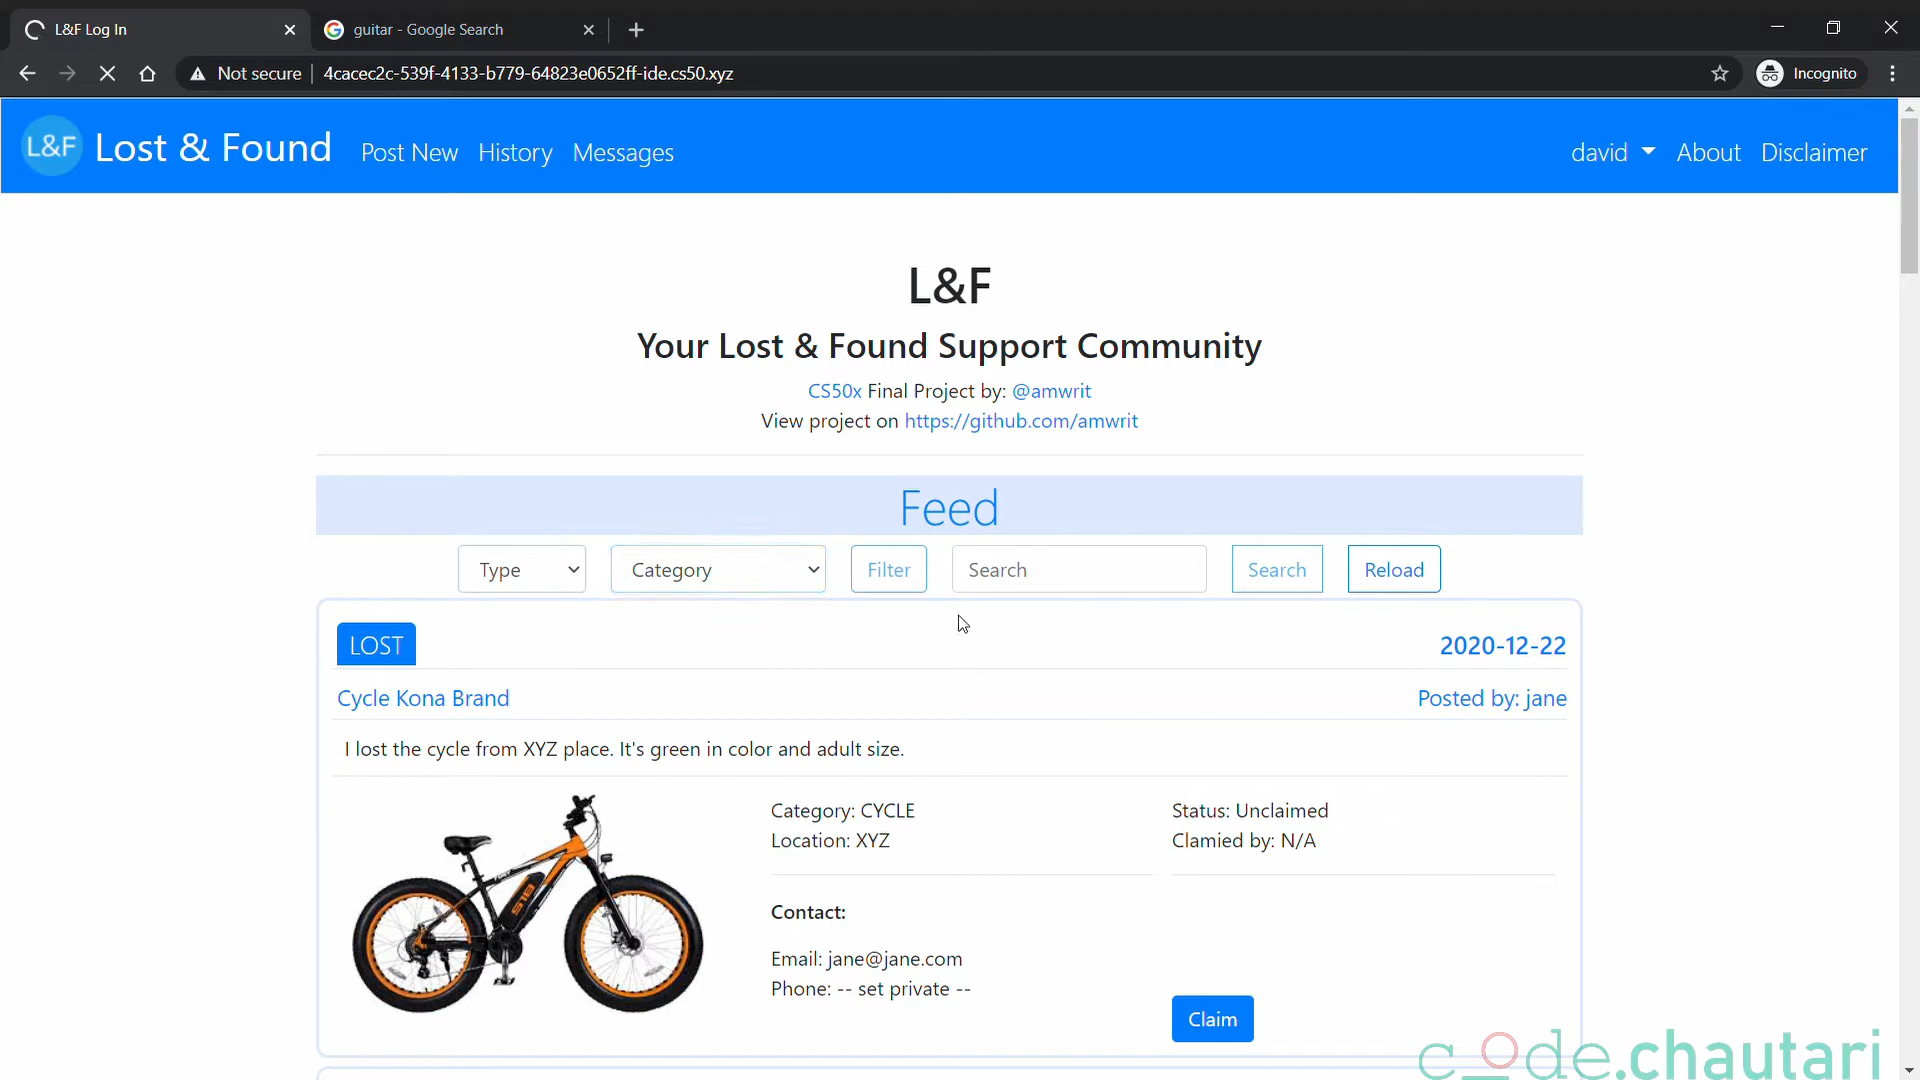 L&F Log In
guitar - Google Search
Not secure
4cacec2c-539f-4133-b779-64823e0652ff-ide.cs50.xyz
Incognito
L&F Lost & Found
Post New
History
Messages
david
About
Disclaimer
L&F
Your Lost & Found Support Community
CS50x Final Project by: @amwrit
View project on https://github.com/amwrit
Feed
Type
Category
Filter
Search
Search
Reload
LOST
2020-12-22
Cycle Kona Brand
Posted by: jane
I lost the cycle from XYZ place. It's green in color and adult size.
Category: CYCLE
Status: Unclaimed
Location: XYZ
Clamied by: N/A
Contact:
Email: jane@jane.com
Phone: -- set private --
Claim
code.chautari